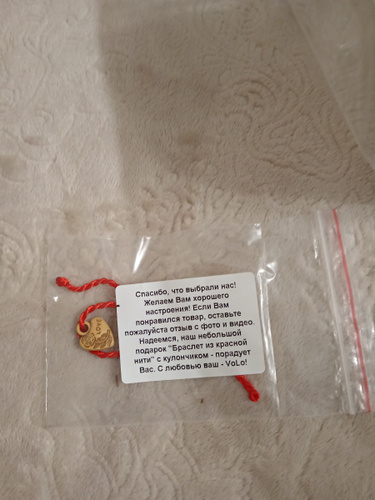 Спасибо, что выбрали нас!
Желаем Вам хорошего
настроения! Если Вам
понравился товар, оставьте
пожалуйста отзыв с фото и видео.
Надеемся, наш небольшой
подарок "Браслет из красной
нити" с кулончиком - порадует
Вас. С любовью ваш - VoLo!